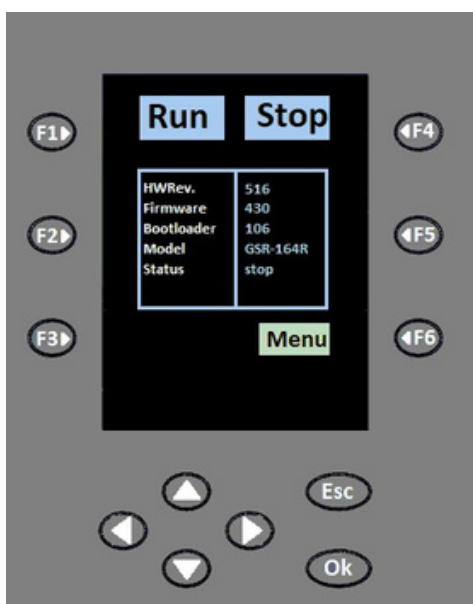 Run Stop
F1 F4
HWRev. 516
Firmware 430
F2 Bootloader 106 F5
Model GSR-164R
Status stop
F3 Menu F6
Esc
Ok